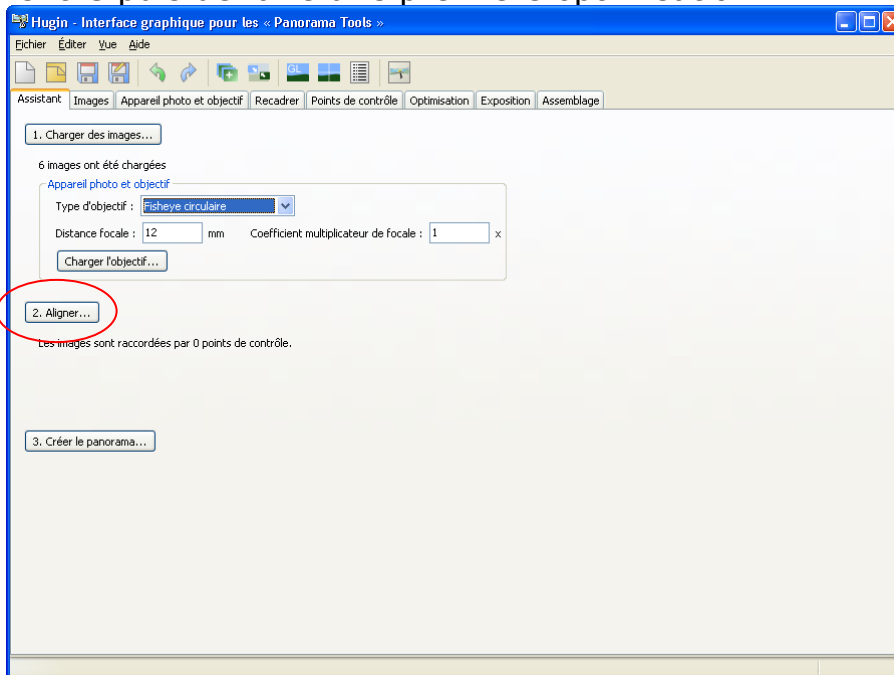 Hugin - Interface graphique pour les « Panorama Tools »
Fichier Éditer Vue Aide
GL
Assistant Images Appareil photo et objectif Recadrer Points de contrôle Optimisation Exposition Assemblage
1. Charger des images...
6 images ont été chargées
Appareil photo et objectif
Type d'objectif : Fisheye circulaire
Distance focale : 12 mm Coefficient multiplicateur de focale : 1 x
Charger l'objectif...
2. Aligner...
Les images sont raccordées par 0 points de contrôle.
3. Créer le panorama...